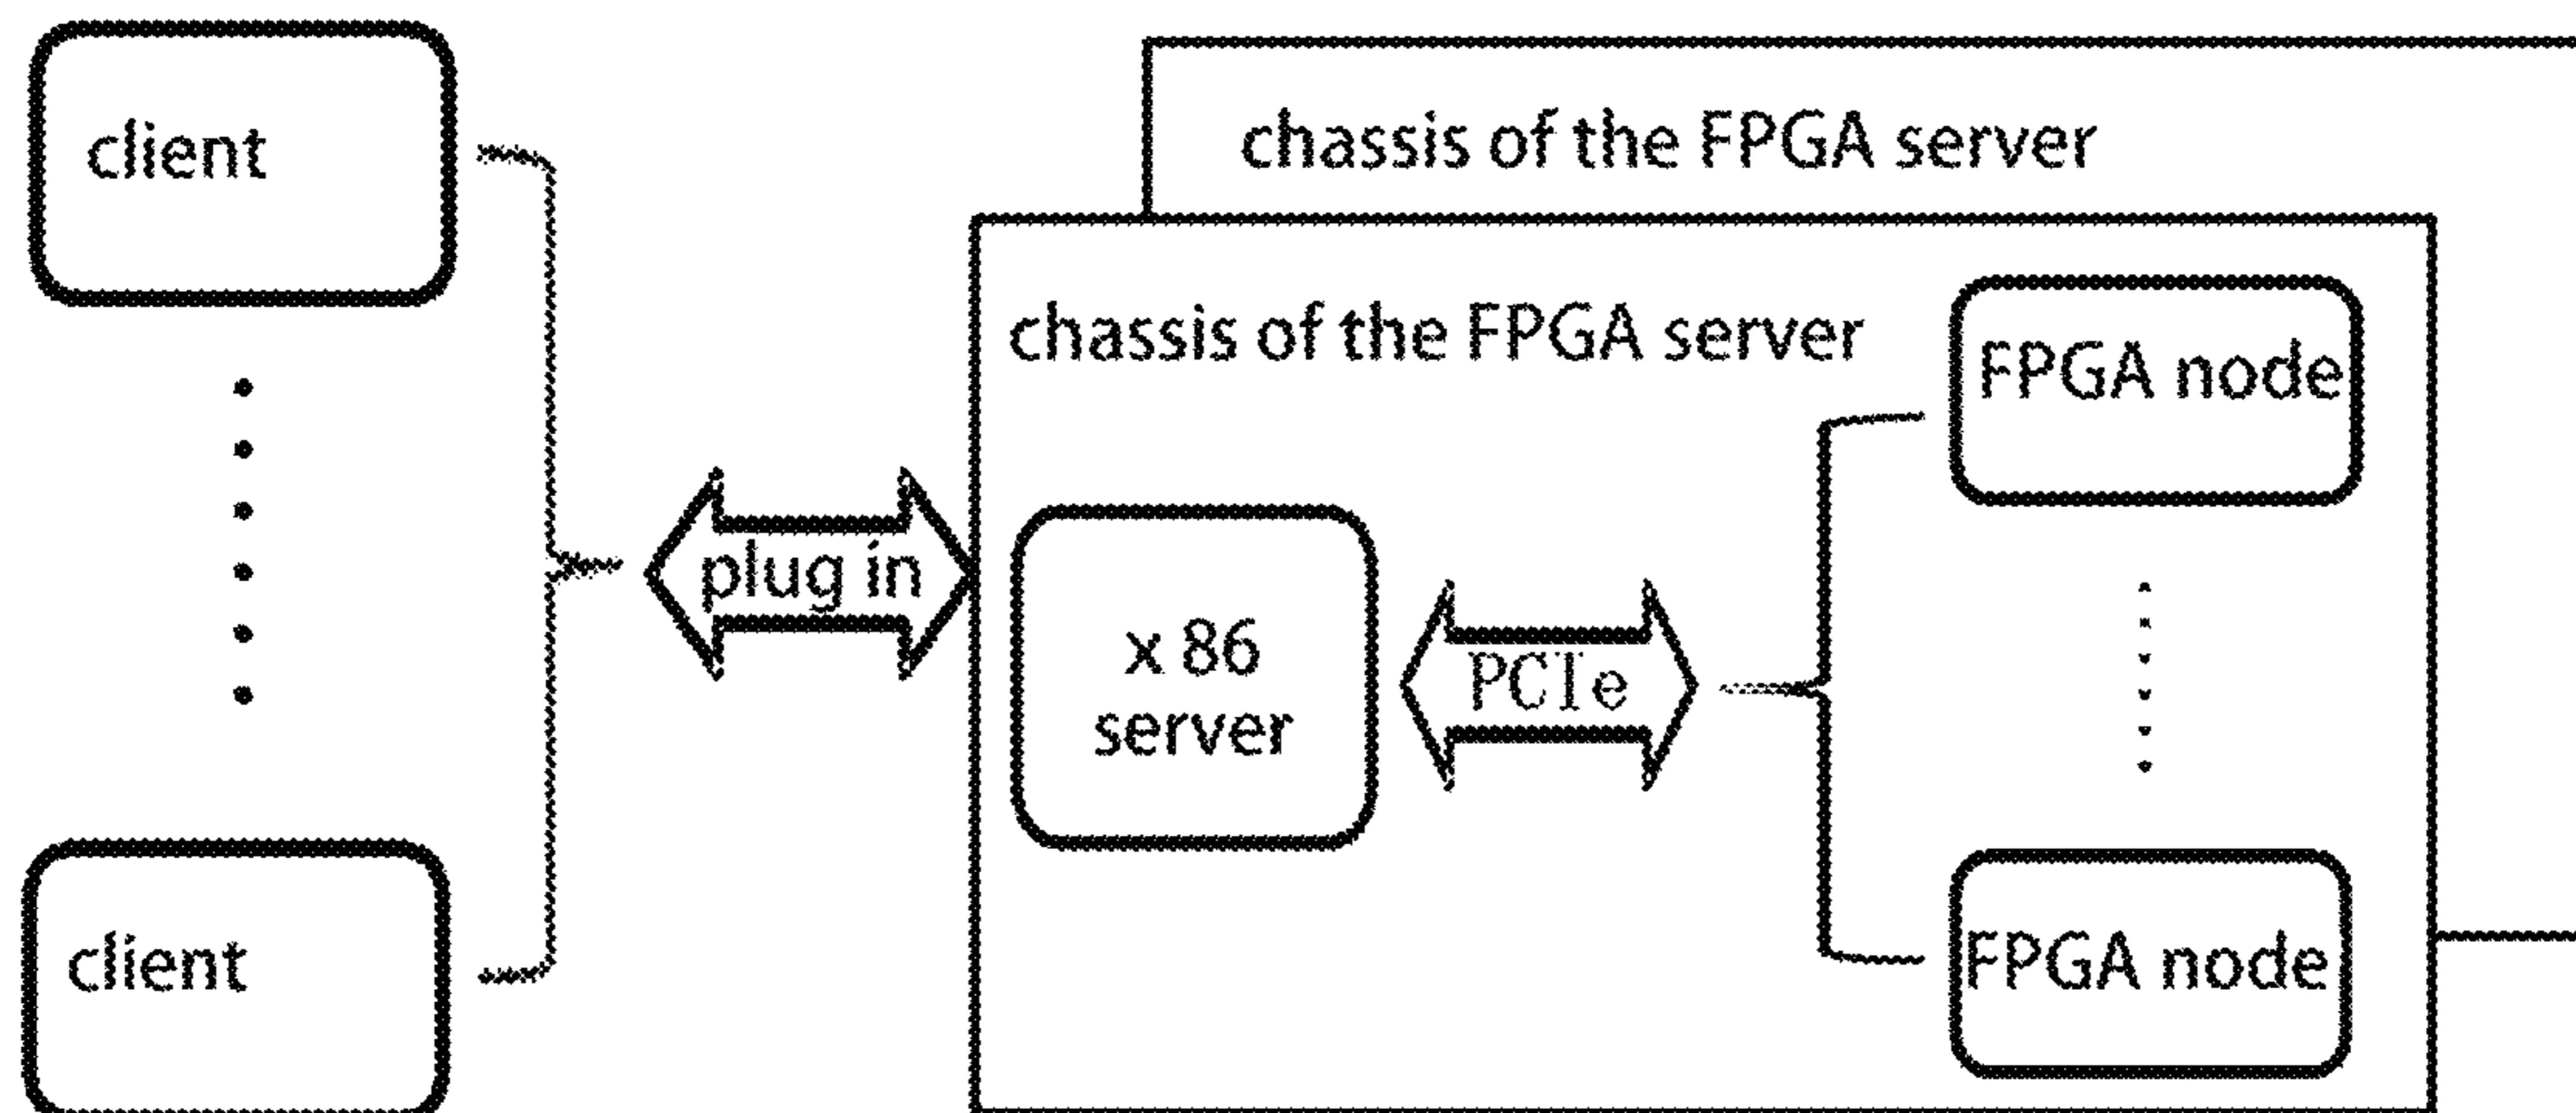 client
chassis of the FPGA server
chassis of the FPGA server
FPGA node
plug in
x 86
server
PCTe
client
FPGA node